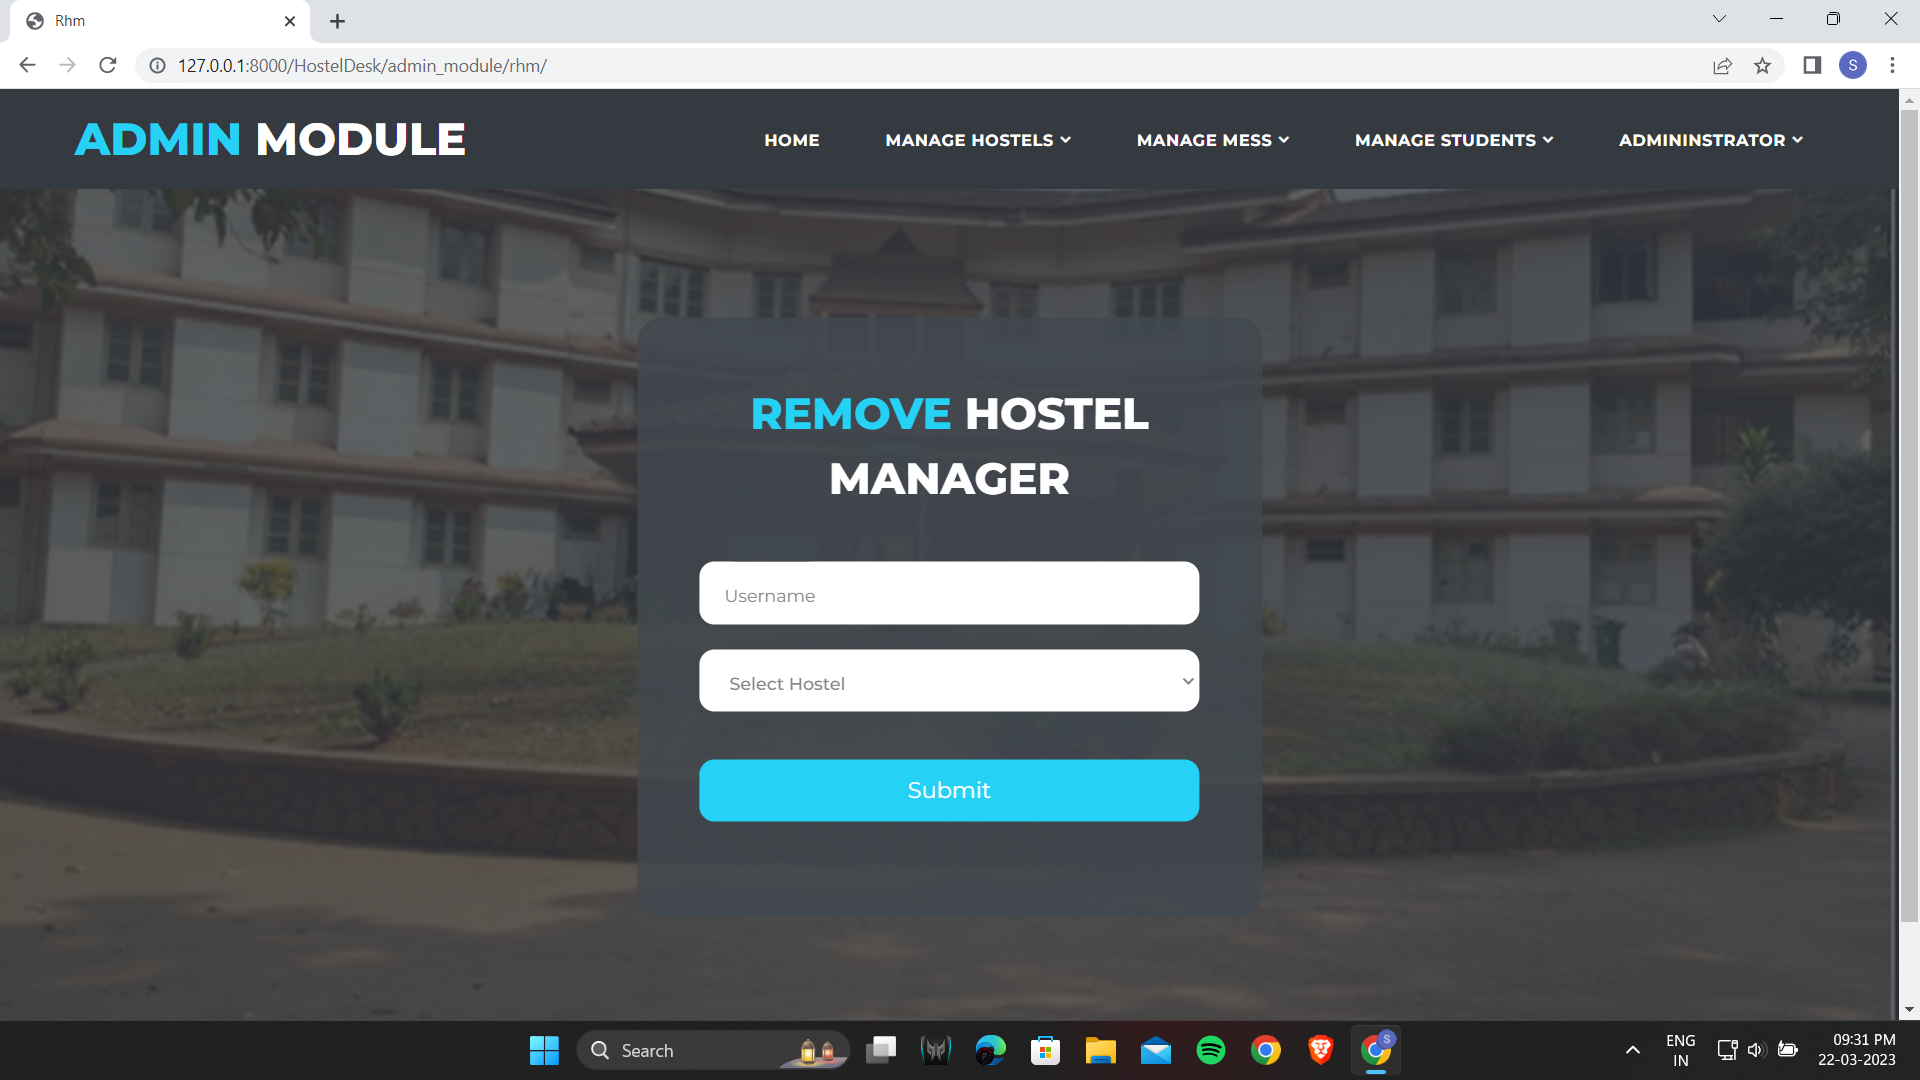 Rhm
127.0.0.1:8000/HostelDesk/admin_module/rhm/
S
ADMIN MODULE
HOME
MANAGE HOSTELS
MANAGE MESS
MANAGE STUDENTS
ADMININSTRATOR
REMOVE HOSTEL
MANAGER
Username
Select Hostel
Submit
Search
S
ENG
IN
09:31 PM
22-03-2023